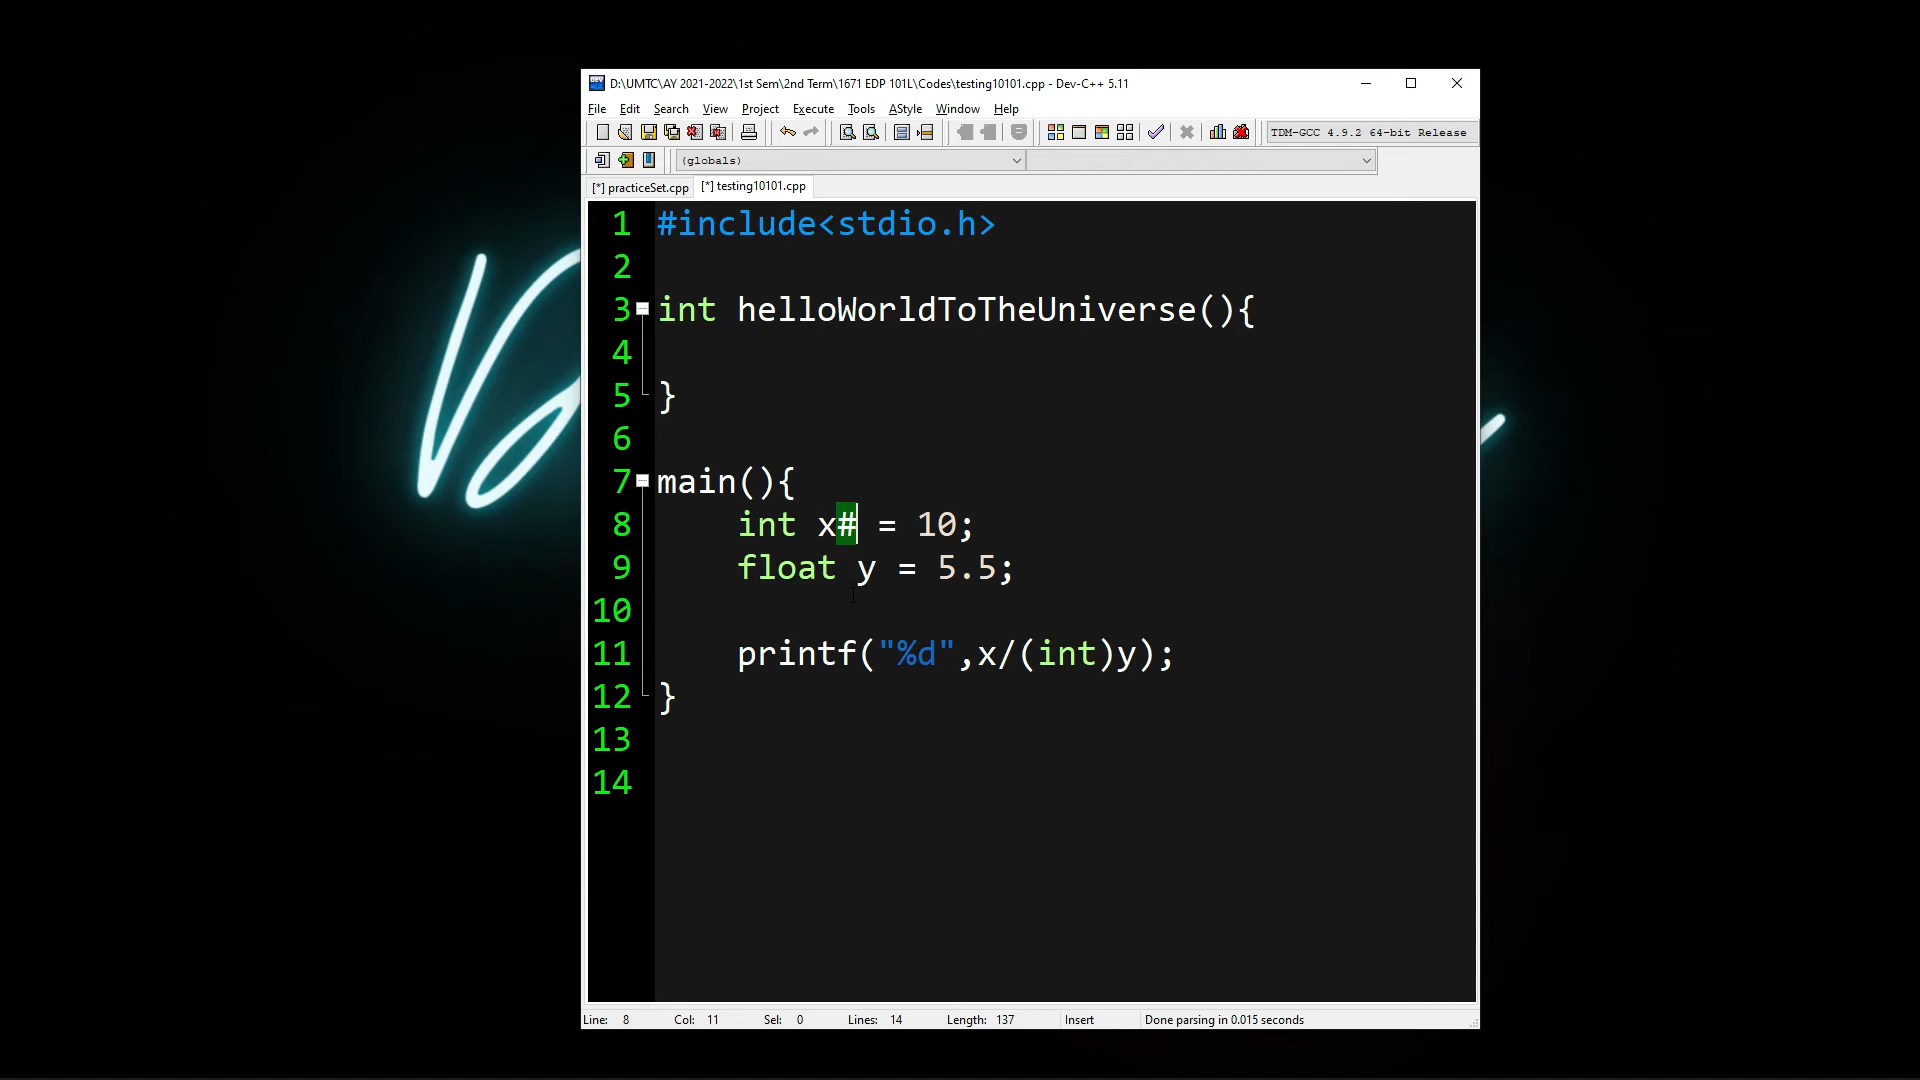 D:\UMTC\AY 2021-2022\1st Sem\2nd Term\1671 EDP 101L\Codes\testing10101.cpp - Dev-C++ 5.11
File Edit Search View Project Execute Tools AStyle Window Help
TDM-GCC 4.9.2 64-bit Release
(globals)
[*] practiceSet.cpp [*] testing10101.cpp
1 #include<stdio.h>
2
3 int helloWorldToTheUniverse(){
4
5 }
6
7 main(){
8 int x# = 10;
9 float y = 5.5;
10
11 printf("%d",x/(int)y);
12 }
13
14
Line: 8 Col: 11 Sel: 0 Lines: 14 Length: 137 Insert Done parsing in 0.015 seconds